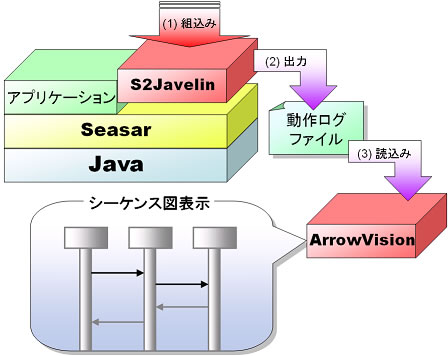 (1) 組込み
S2Javelin
(2) 出力
アプリケーション
動作ログ
ファイル
Seasar
Java
(3) 読込み
シーケンス図表示
ArrowVision